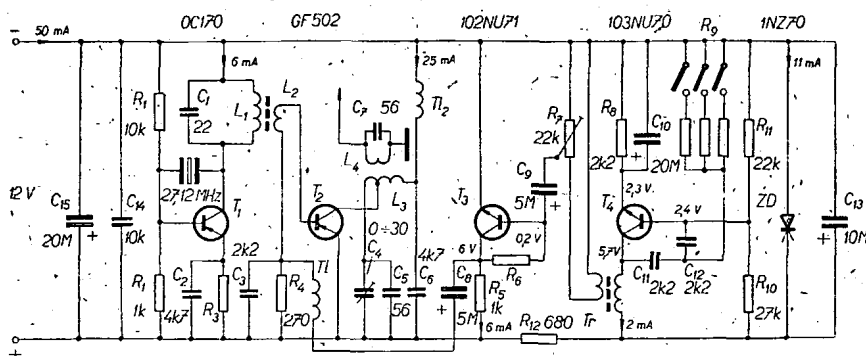 OC170 GF502 102NU71 103NU70 R9 1NZ70
− 50 mA 6 mA 25 mA 11 mA
R1 10k C1 22 L1 L2 C7 56 Tl2 R7 22k R8 2k2 C10 20M R11 22k
L4 C9 5M
27,12 MHz
12 V C15 20M + C14 10k T1 T2 L3 T3 T4 2,3 V ZD C13 10M +
0÷30 2,4 V
2k2 4k7 6 V 0,2 V 5,7 V
R1 1k C2 4k7 R3 C3 R4 270 Tl C4 C5 56 C6 C8 5M + R5 1k R6 C11 2k2 C12 2k2 R10 27k
+ 6 mA R12 680 Tr 2 mA